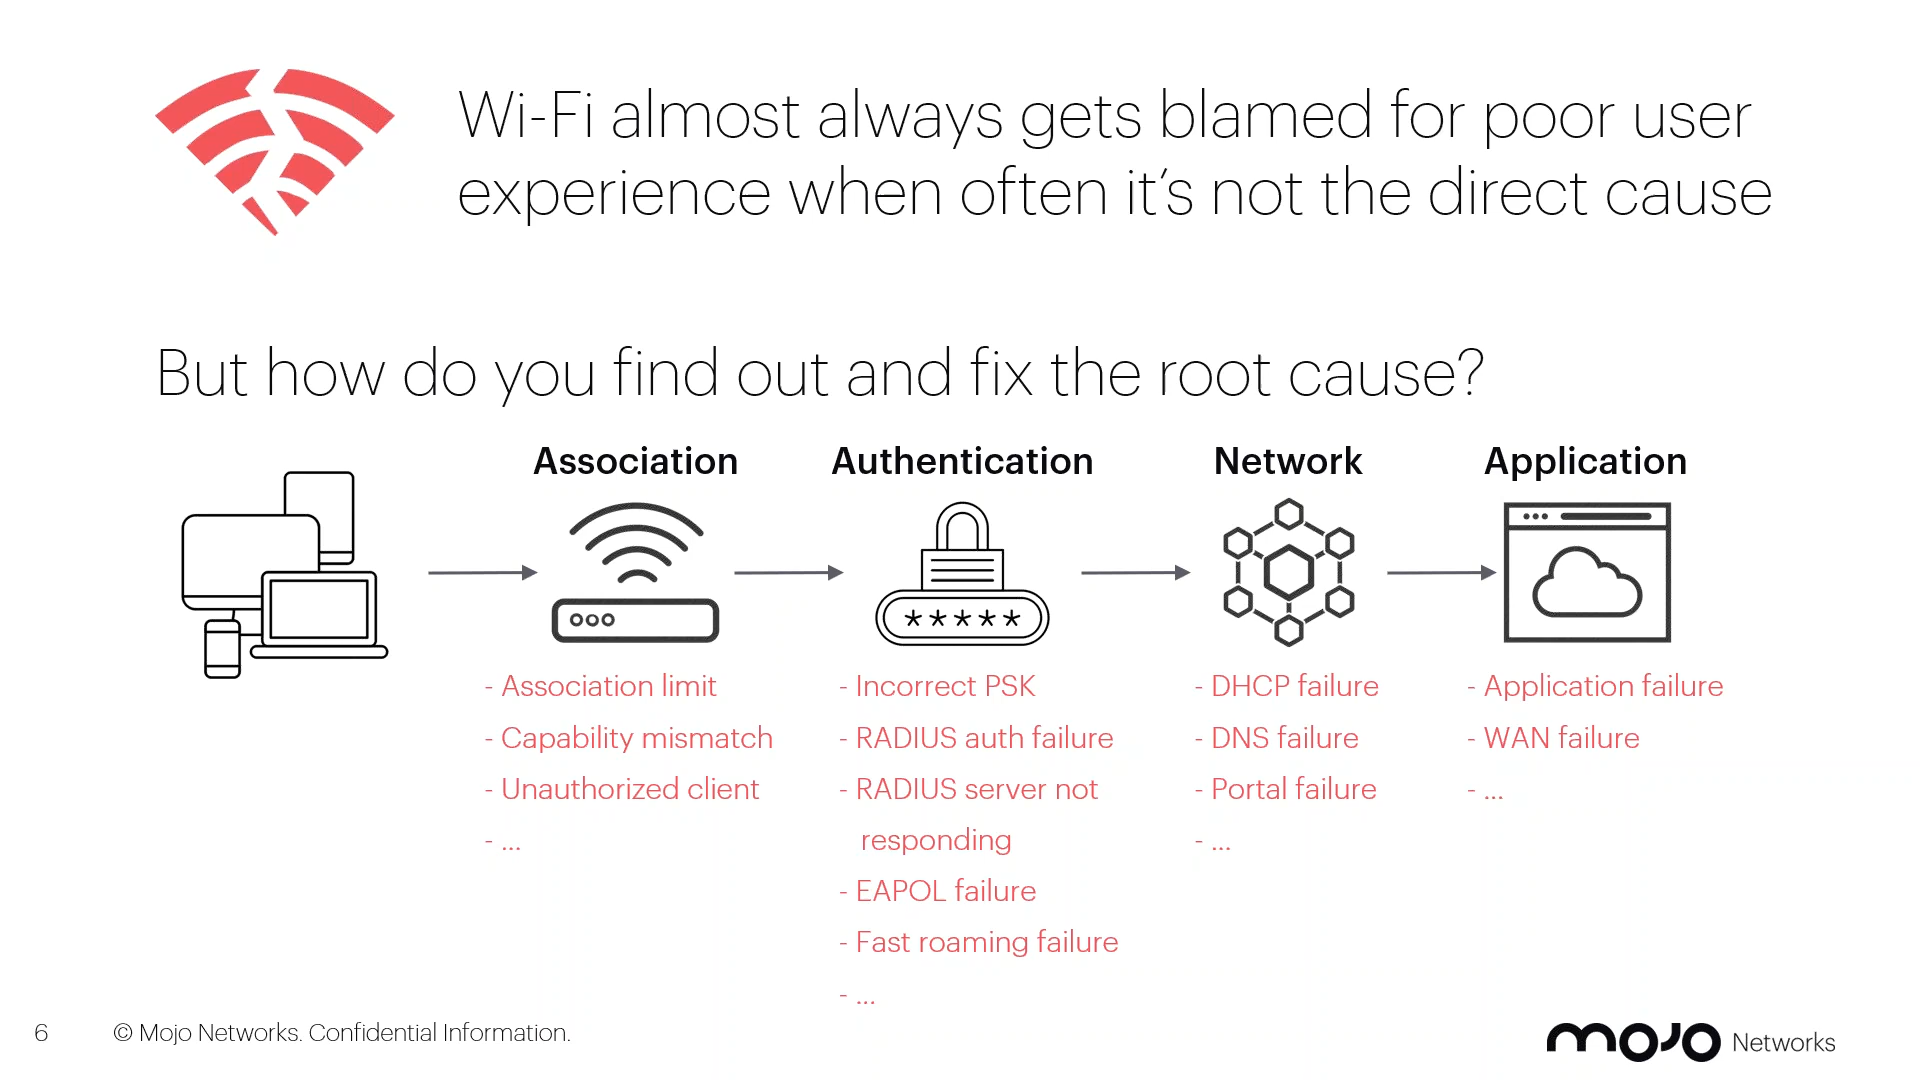 Wi-Fi almost always gets blamed for poor user
experience when often it's not the direct cause
But how do you find out and fix the root cause?
Association
- Association limit
- Capability mismatch
- Unauthorized client
- ...
Authentication
*****
- Incorrect PSK
- RADIUS auth failure
- RADIUS server not
responding
- EAPOL failure
- Fast roaming failure
- ...
Network
- DHCP failure
- DNS failure
- Portal failure
- ...
Application
- Application failure
- WAN failure
- ...
6
© Mojo Networks. Confidential Information.
mojo Networks